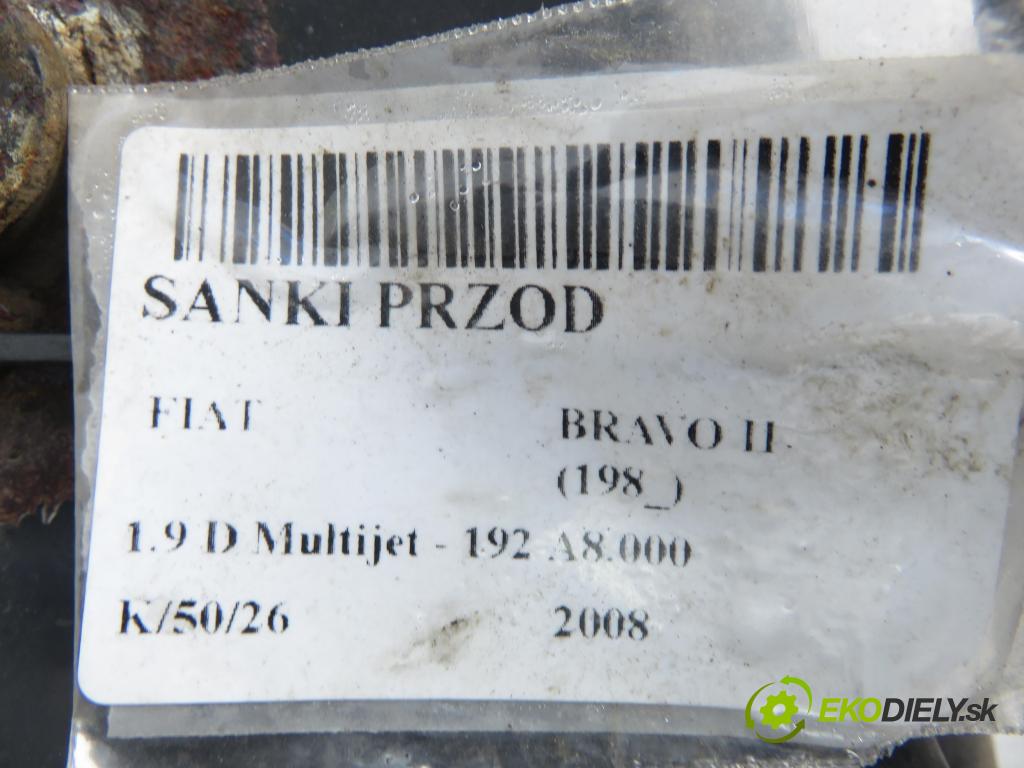 SANKI PRZOD
FIAT BRAVO II
(198_)
1.9 D Multijet - 192 A8.000
K/50/26 2008
EKODIELY.sk